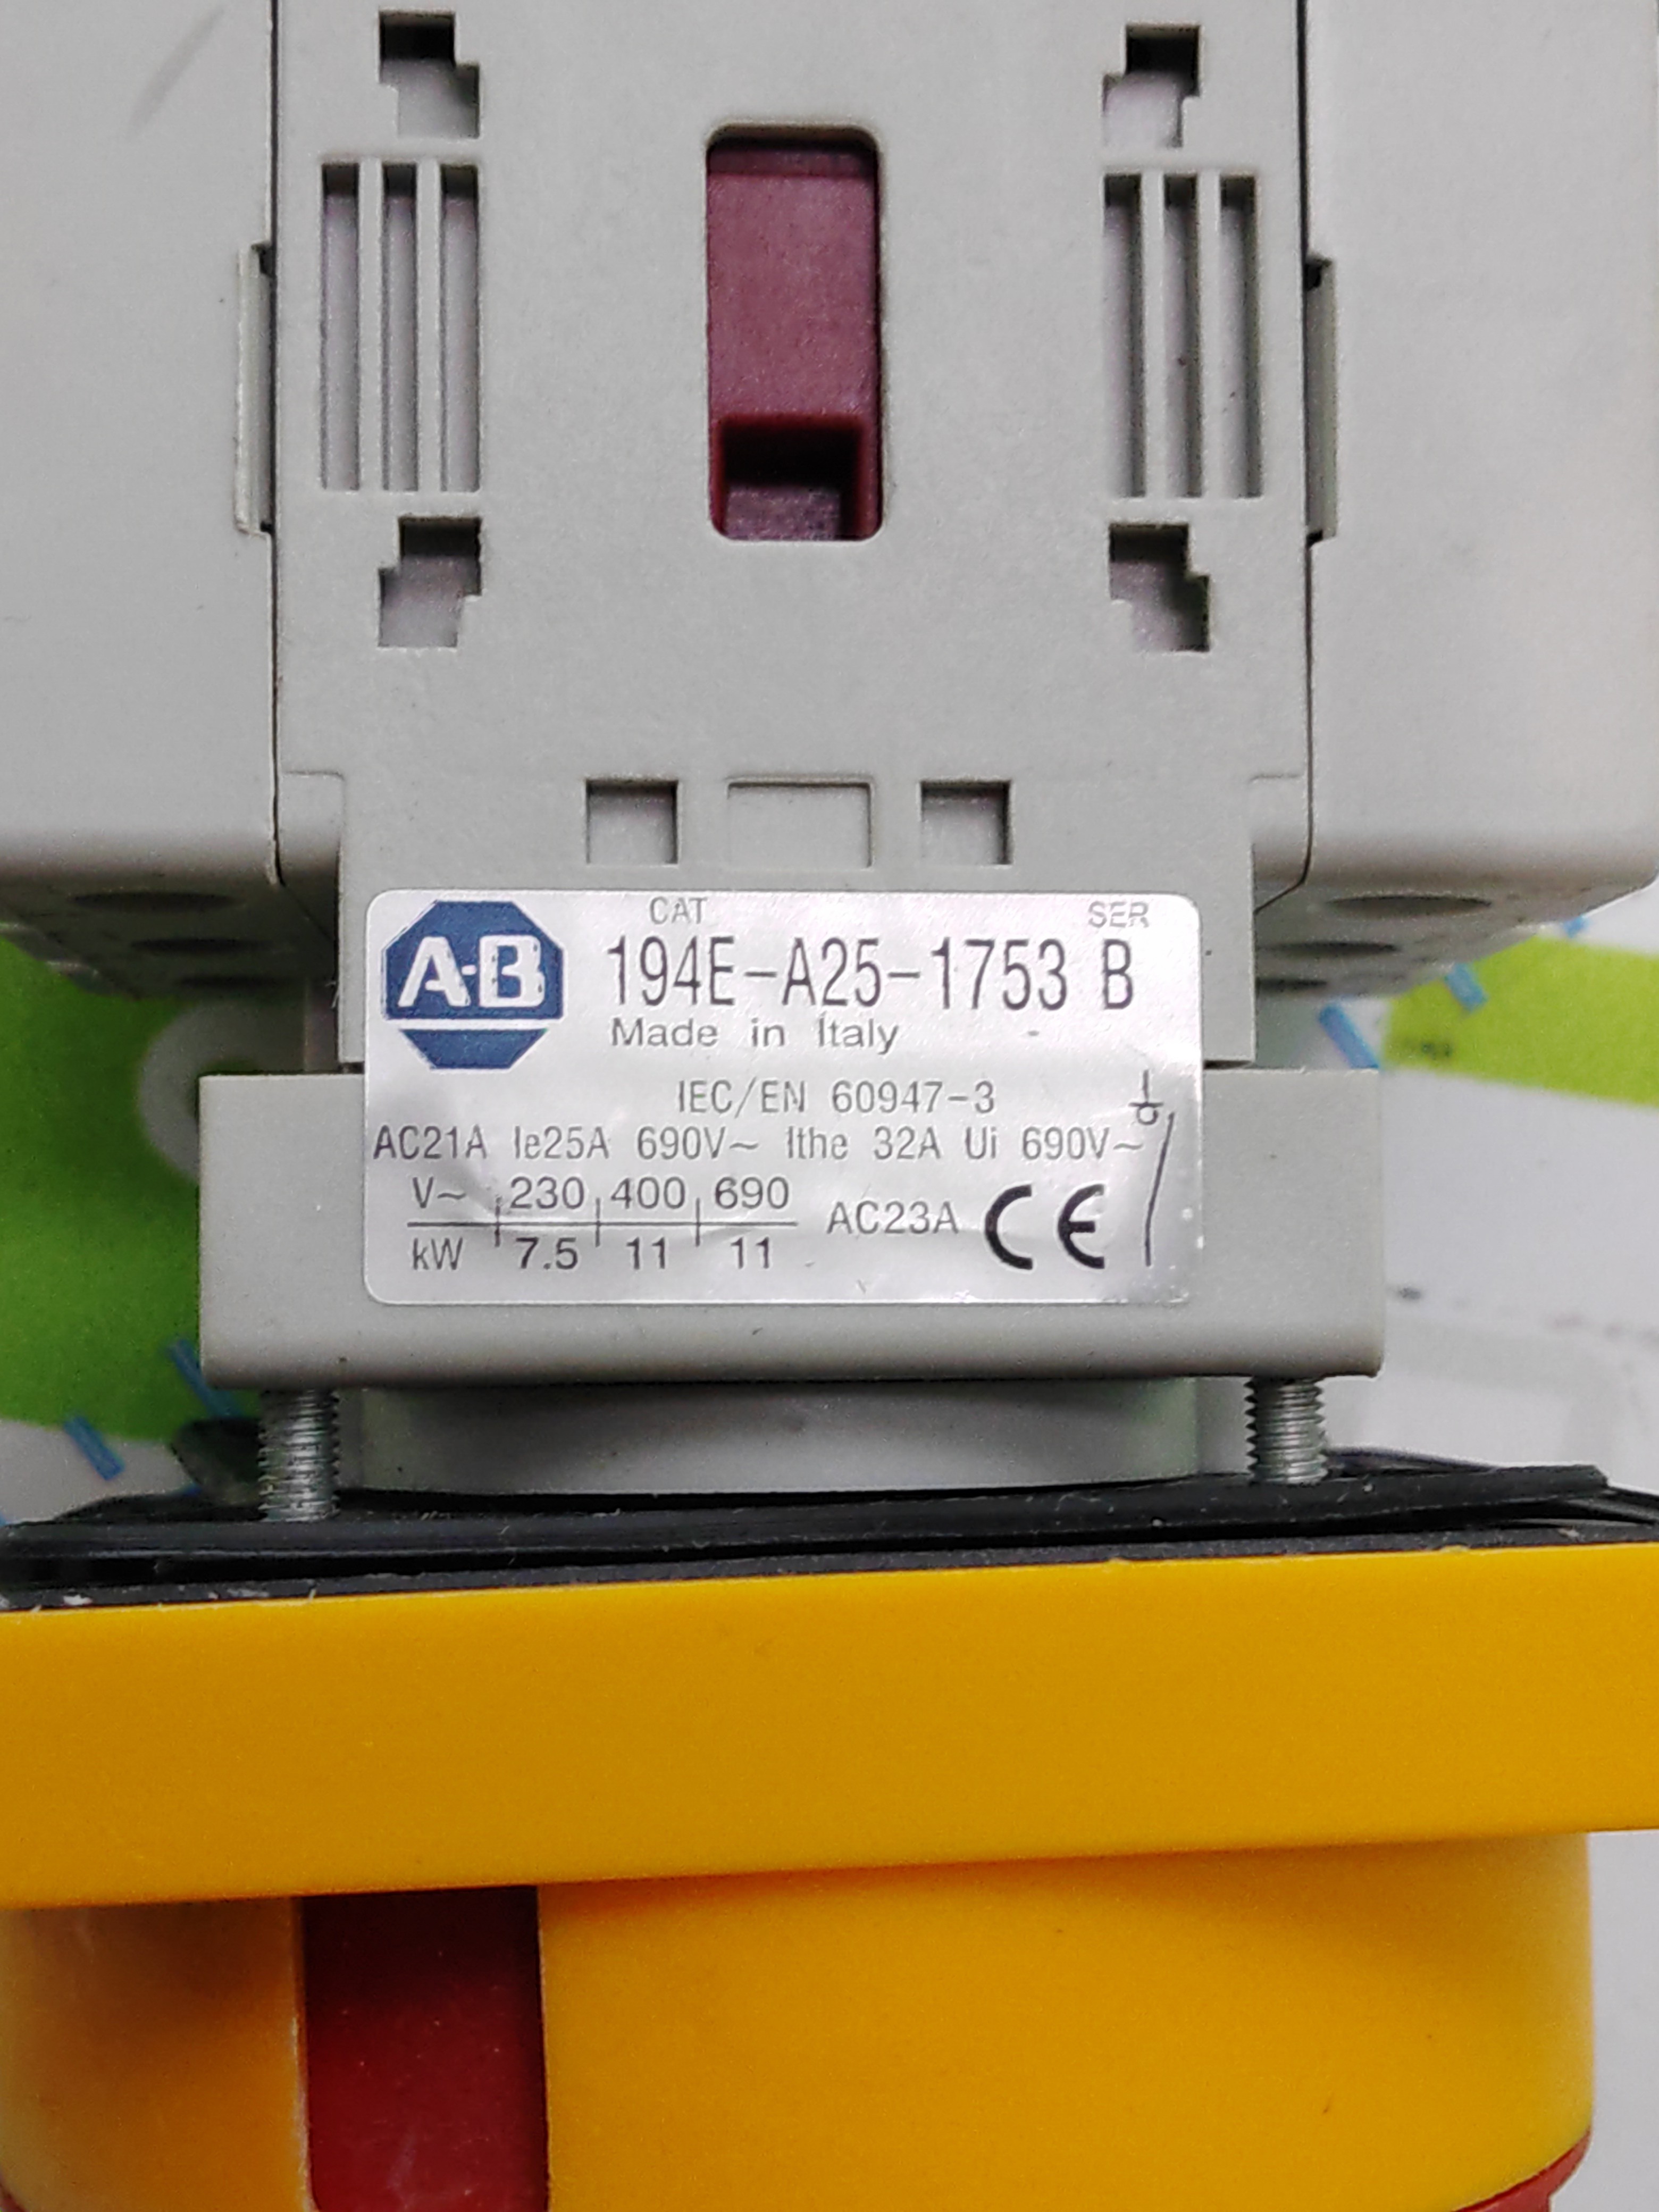 A-B
CAT SER
194E-A25-1753 B
Made in Italy
IEC/EN 60947-3
AC21A Ie25A 690V~ Ithe 32A Ui 690V~
V~ 230 400 690
kW 7.5 11 11
AC23A CE